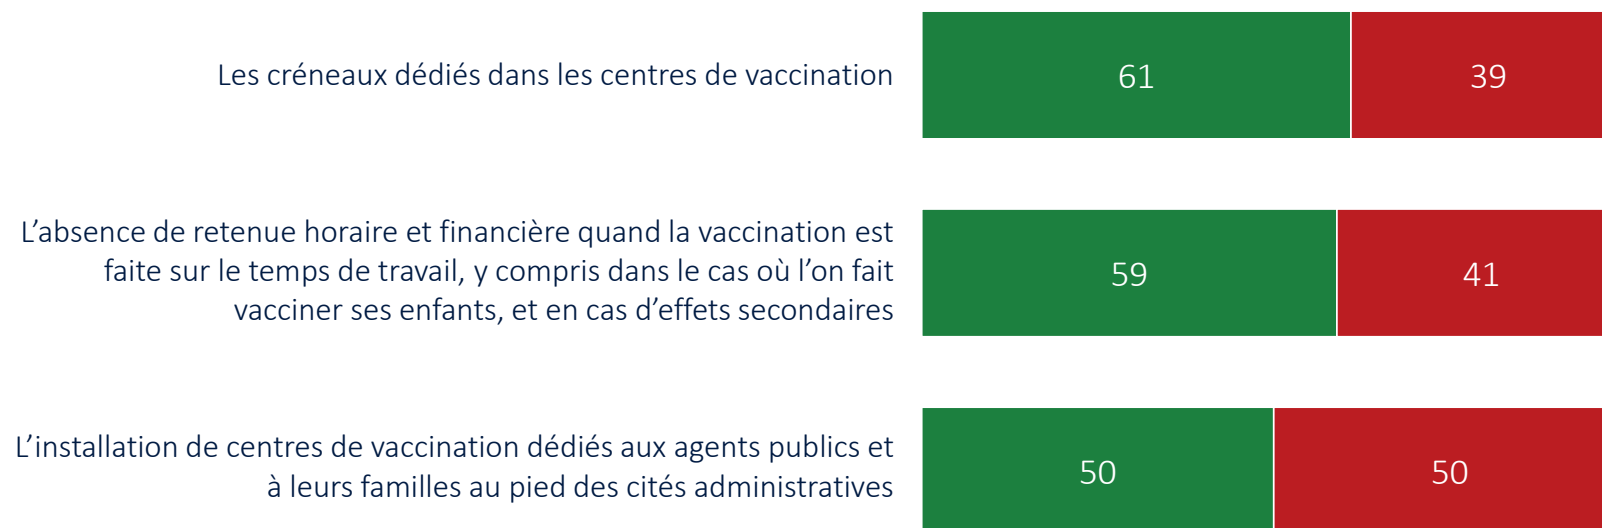 Les créneaux dédiés dans les centres de vaccination
61
39
L’absence de retenue horaire et financière quand la vaccination est
faite sur le temps de travail, y compris dans le cas où l’on fait
vacciner ses enfants, et en cas d’effets secondaires
59
41
L’installation de centres de vaccination dédiés aux agents publics et
à leurs familles au pied des cités administratives
50
50